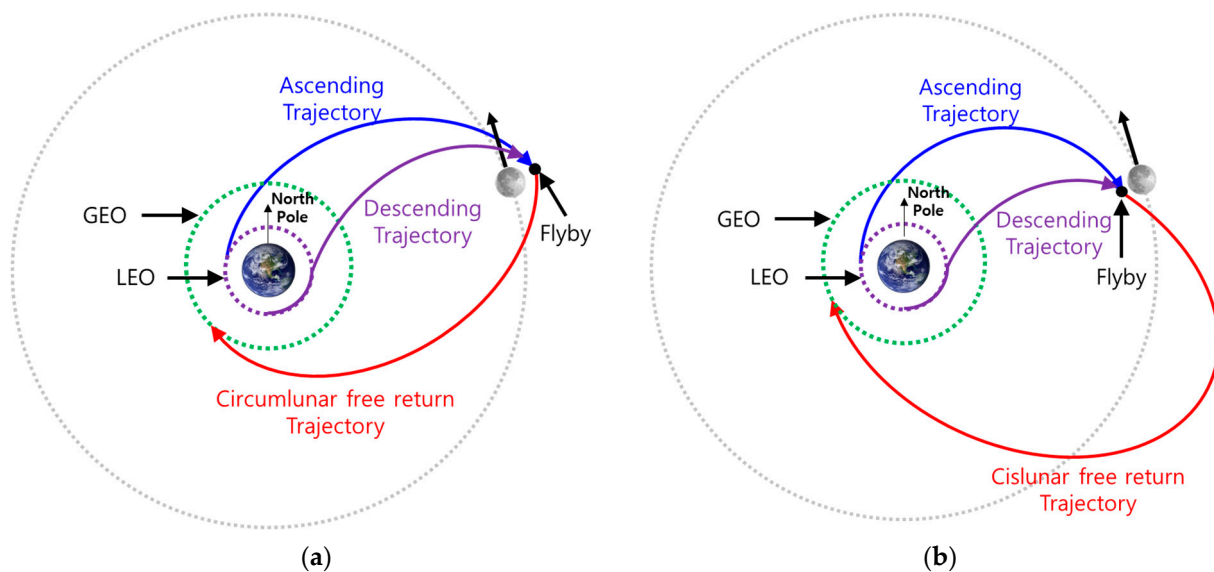 Ascending
Trajectory
North
Pole
GEO
Descending
Trajectory
Flyby
LEO
Circumlunar free return
Trajectory
(a)
Ascending
Trajectory
North
Pole
GEO
Descending
Trajectory
LEO
Flyby
Cislunar free return
Trajectory
(b)